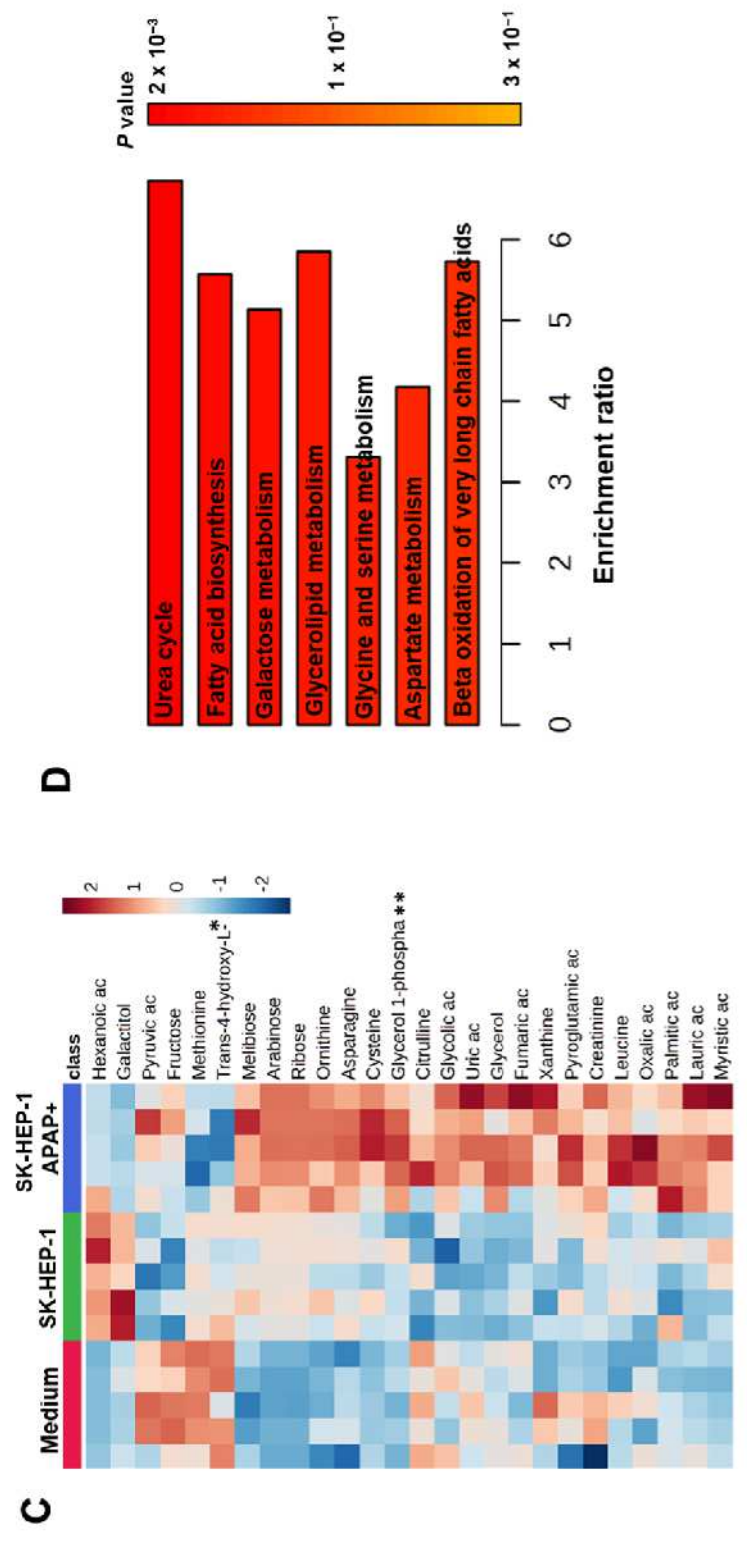 C
Medium
SK-HEP-1
SK-HEP-1
APAP+
class
Hexanoic ac
Galactitol
Pyruvic ac
Fructose
Methionine
Trans-4-hydroxy-L-*
Melibiose
Arabinose
Ribose
Ornithine
Asparagine
Cysteine
Glycerol 1-phospha **
Citrulline
Glycolic ac
Uric ac
Glycerol
Fumaric ac
Xanthine
Pyroglutamic ac
Creatinine
Leucine
Oxalic ac
Palmitic ac
Lauric ac
Myristic ac
2
1
0
-1
-2
D
Urea cycle
Fatty acid biosynthesis
Galactose metabolism
Glycerolipid metabolism
Glycine and serine metabolism
Aspartate metabolism
Beta oxidation of very long chain fatty acids
0 1 2 3 4 5 6
Enrichment ratio
P value
2 x 10⁻³
1 x 10⁻¹
3 x 10⁻¹